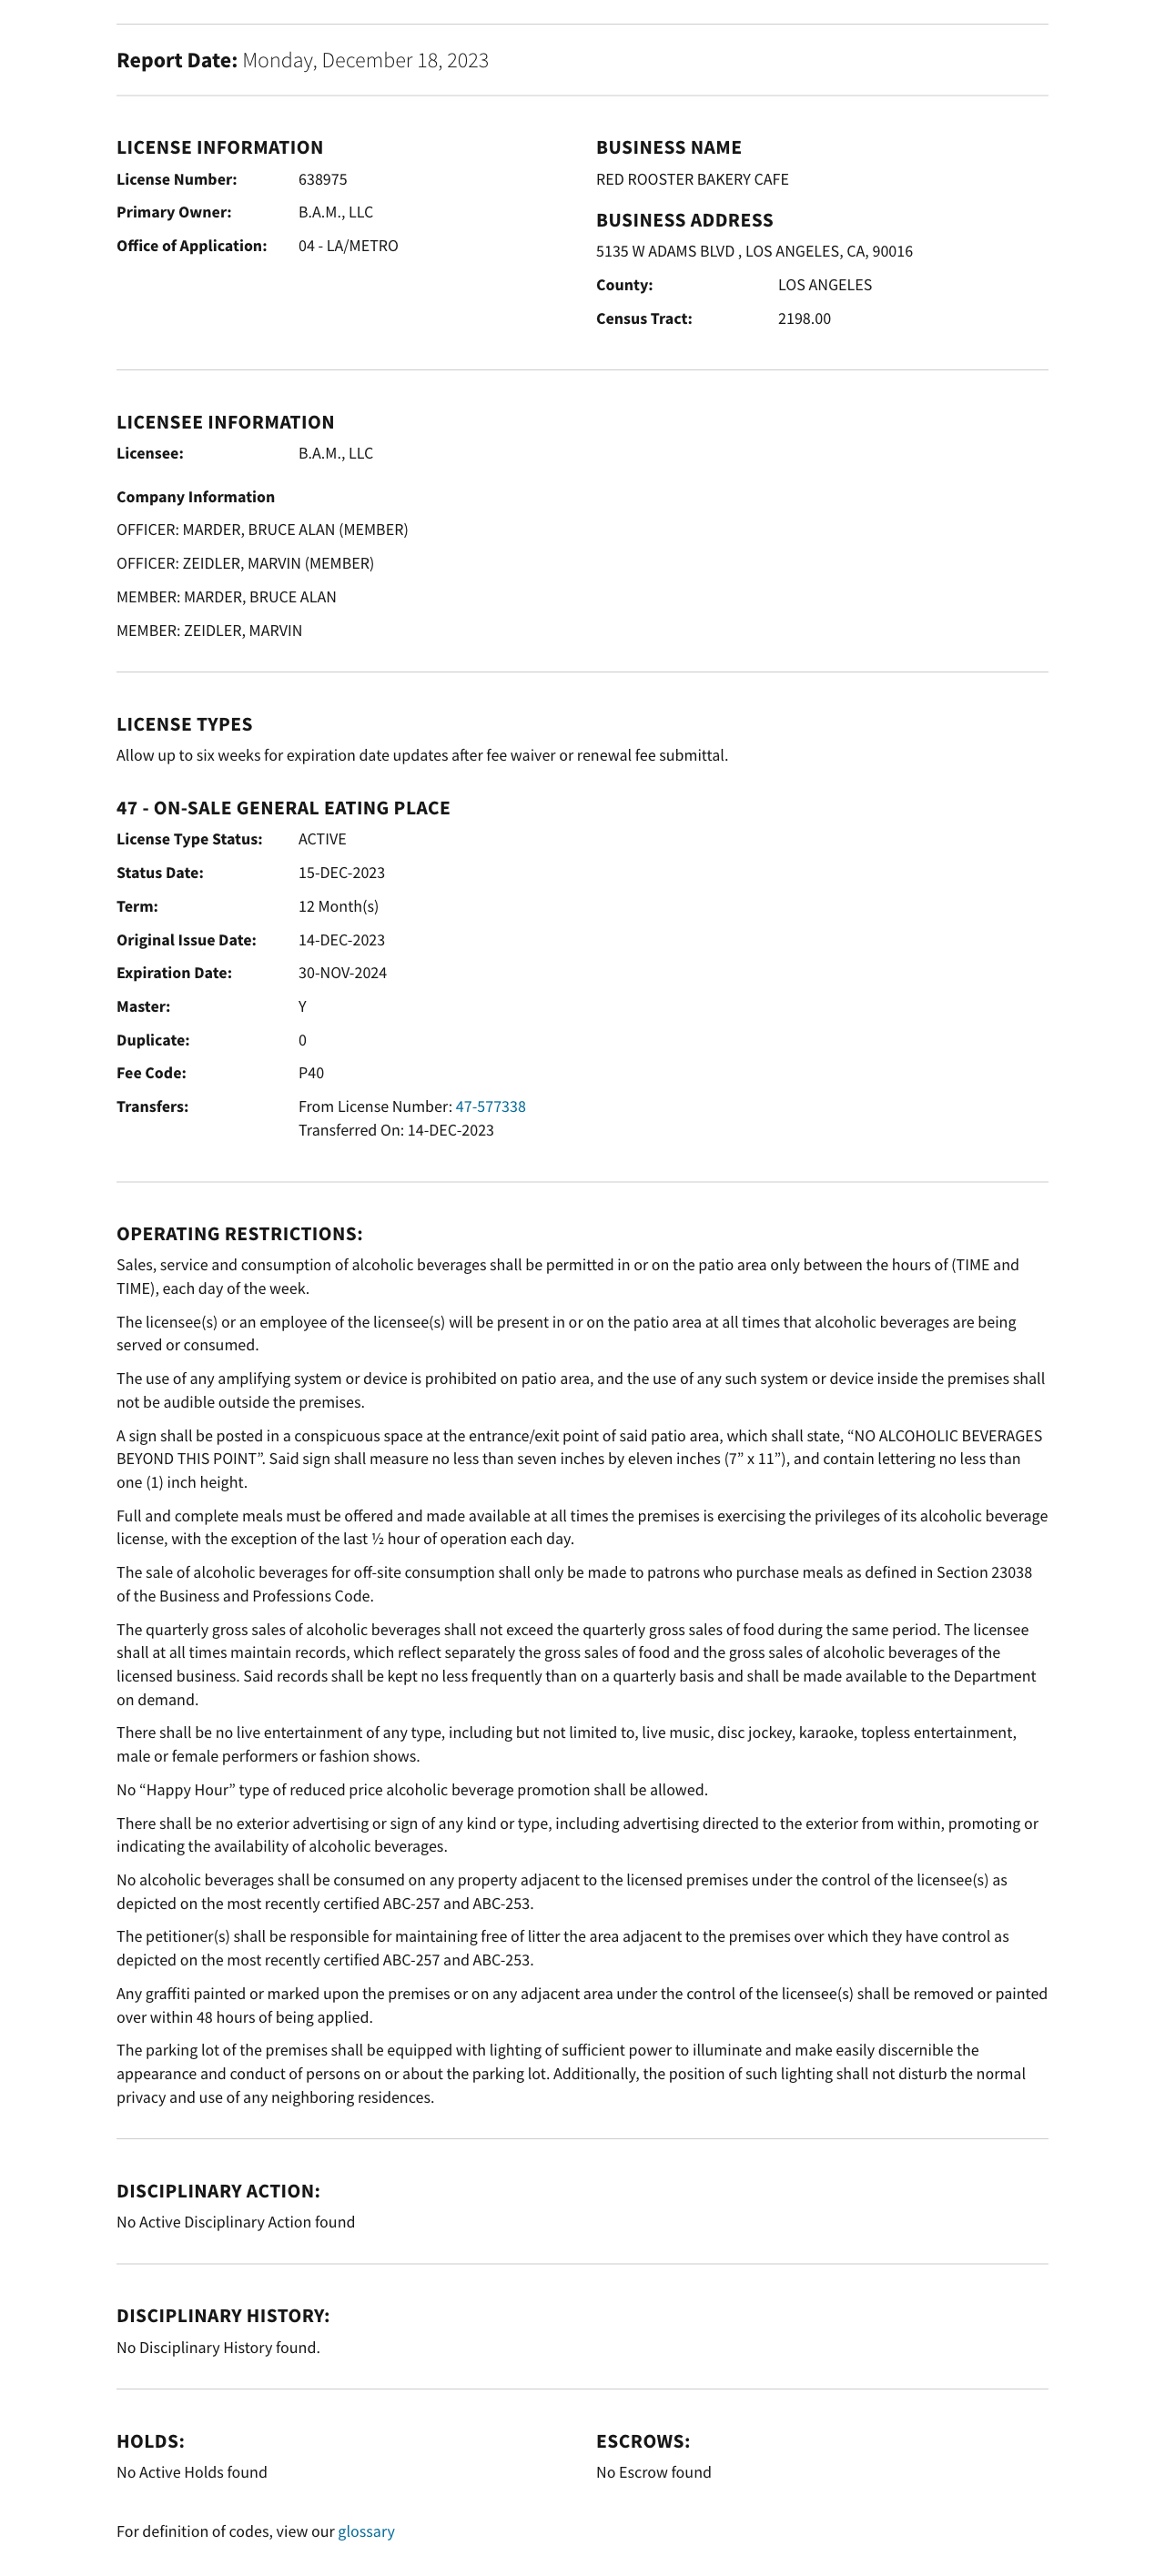 Report Date: Monday, December 18, 2023
LICENSE INFORMATION
License Number: 638975
Primary Owner: B.A.M., LLC
Office of Application: 04 - LA/METRO
BUSINESS NAME
RED ROOSTER BAKERY CAFE
BUSINESS ADDRESS
5135 W ADAMS BLVD , LOS ANGELES, CA, 90016
County: LOS ANGELES
Census Tract: 2198.00
LICENSEE INFORMATION
Licensee: B.A.M., LLC
Company Information
OFFICER: MARDER, BRUCE ALAN (MEMBER)
OFFICER: ZEIDLER, MARVIN (MEMBER)
MEMBER: MARDER, BRUCE ALAN
MEMBER: ZEIDLER, MARVIN
LICENSE TYPES
Allow up to six weeks for expiration date updates after fee waiver or renewal fee submittal.
47 - ON-SALE GENERAL EATING PLACE
License Type Status: ACTIVE
Status Date: 15-DEC-2023
Term: 12 Month(s)
Original Issue Date: 14-DEC-2023
Expiration Date: 30-NOV-2024
Master: Y
Duplicate: 0
Fee Code: P40
Transfers: From License Number: 47-577338
Transferred On: 14-DEC-2023
OPERATING RESTRICTIONS:
Sales, service and consumption of alcoholic beverages shall be permitted in or on the patio area only between the hours of (TIME and
TIME), each day of the week.
The licensee(s) or an employee of the licensee(s) will be present in or on the patio area at all times that alcoholic beverages are being
served or consumed.
The use of any amplifying system or device is prohibited on patio area, and the use of any such system or device inside the premises shall
not be audible outside the premises.
A sign shall be posted in a conspicuous space at the entrance/exit point of said patio area, which shall state, “NO ALCOHOLIC BEVERAGES
BEYOND THIS POINT”. Said sign shall measure no less than seven inches by eleven inches (7” x 11”), and contain lettering no less than
one (1) inch height.
Full and complete meals must be offered and made available at all times the premises is exercising the privileges of its alcoholic beverage
license, with the exception of the last ½ hour of operation each day.
The sale of alcoholic beverages for off-site consumption shall only be made to patrons who purchase meals as defined in Section 23038
of the Business and Professions Code.
The quarterly gross sales of alcoholic beverages shall not exceed the quarterly gross sales of food during the same period. The licensee
shall at all times maintain records, which reflect separately the gross sales of food and the gross sales of alcoholic beverages of the
licensed business. Said records shall be kept no less frequently than on a quarterly basis and shall be made available to the Department
on demand.
There shall be no live entertainment of any type, including but not limited to, live music, disc jockey, karaoke, topless entertainment,
male or female performers or fashion shows.
No “Happy Hour” type of reduced price alcoholic beverage promotion shall be allowed.
There shall be no exterior advertising or sign of any kind or type, including advertising directed to the exterior from within, promoting or
indicating the availability of alcoholic beverages.
No alcoholic beverages shall be consumed on any property adjacent to the licensed premises under the control of the licensee(s) as
depicted on the most recently certified ABC-257 and ABC-253.
The petitioner(s) shall be responsible for maintaining free of litter the area adjacent to the premises over which they have control as
depicted on the most recently certified ABC-257 and ABC-253.
Any graffiti painted or marked upon the premises or on any adjacent area under the control of the licensee(s) shall be removed or painted
over within 48 hours of being applied.
The parking lot of the premises shall be equipped with lighting of sufficient power to illuminate and make easily discernible the
appearance and conduct of persons on or about the parking lot. Additionally, the position of such lighting shall not disturb the normal
privacy and use of any neighboring residences.
DISCIPLINARY ACTION:
No Active Disciplinary Action found
DISCIPLINARY HISTORY:
No Disciplinary History found.
HOLDS:
No Active Holds found
ESCROWS:
No Escrow found
For definition of codes, view our glossary